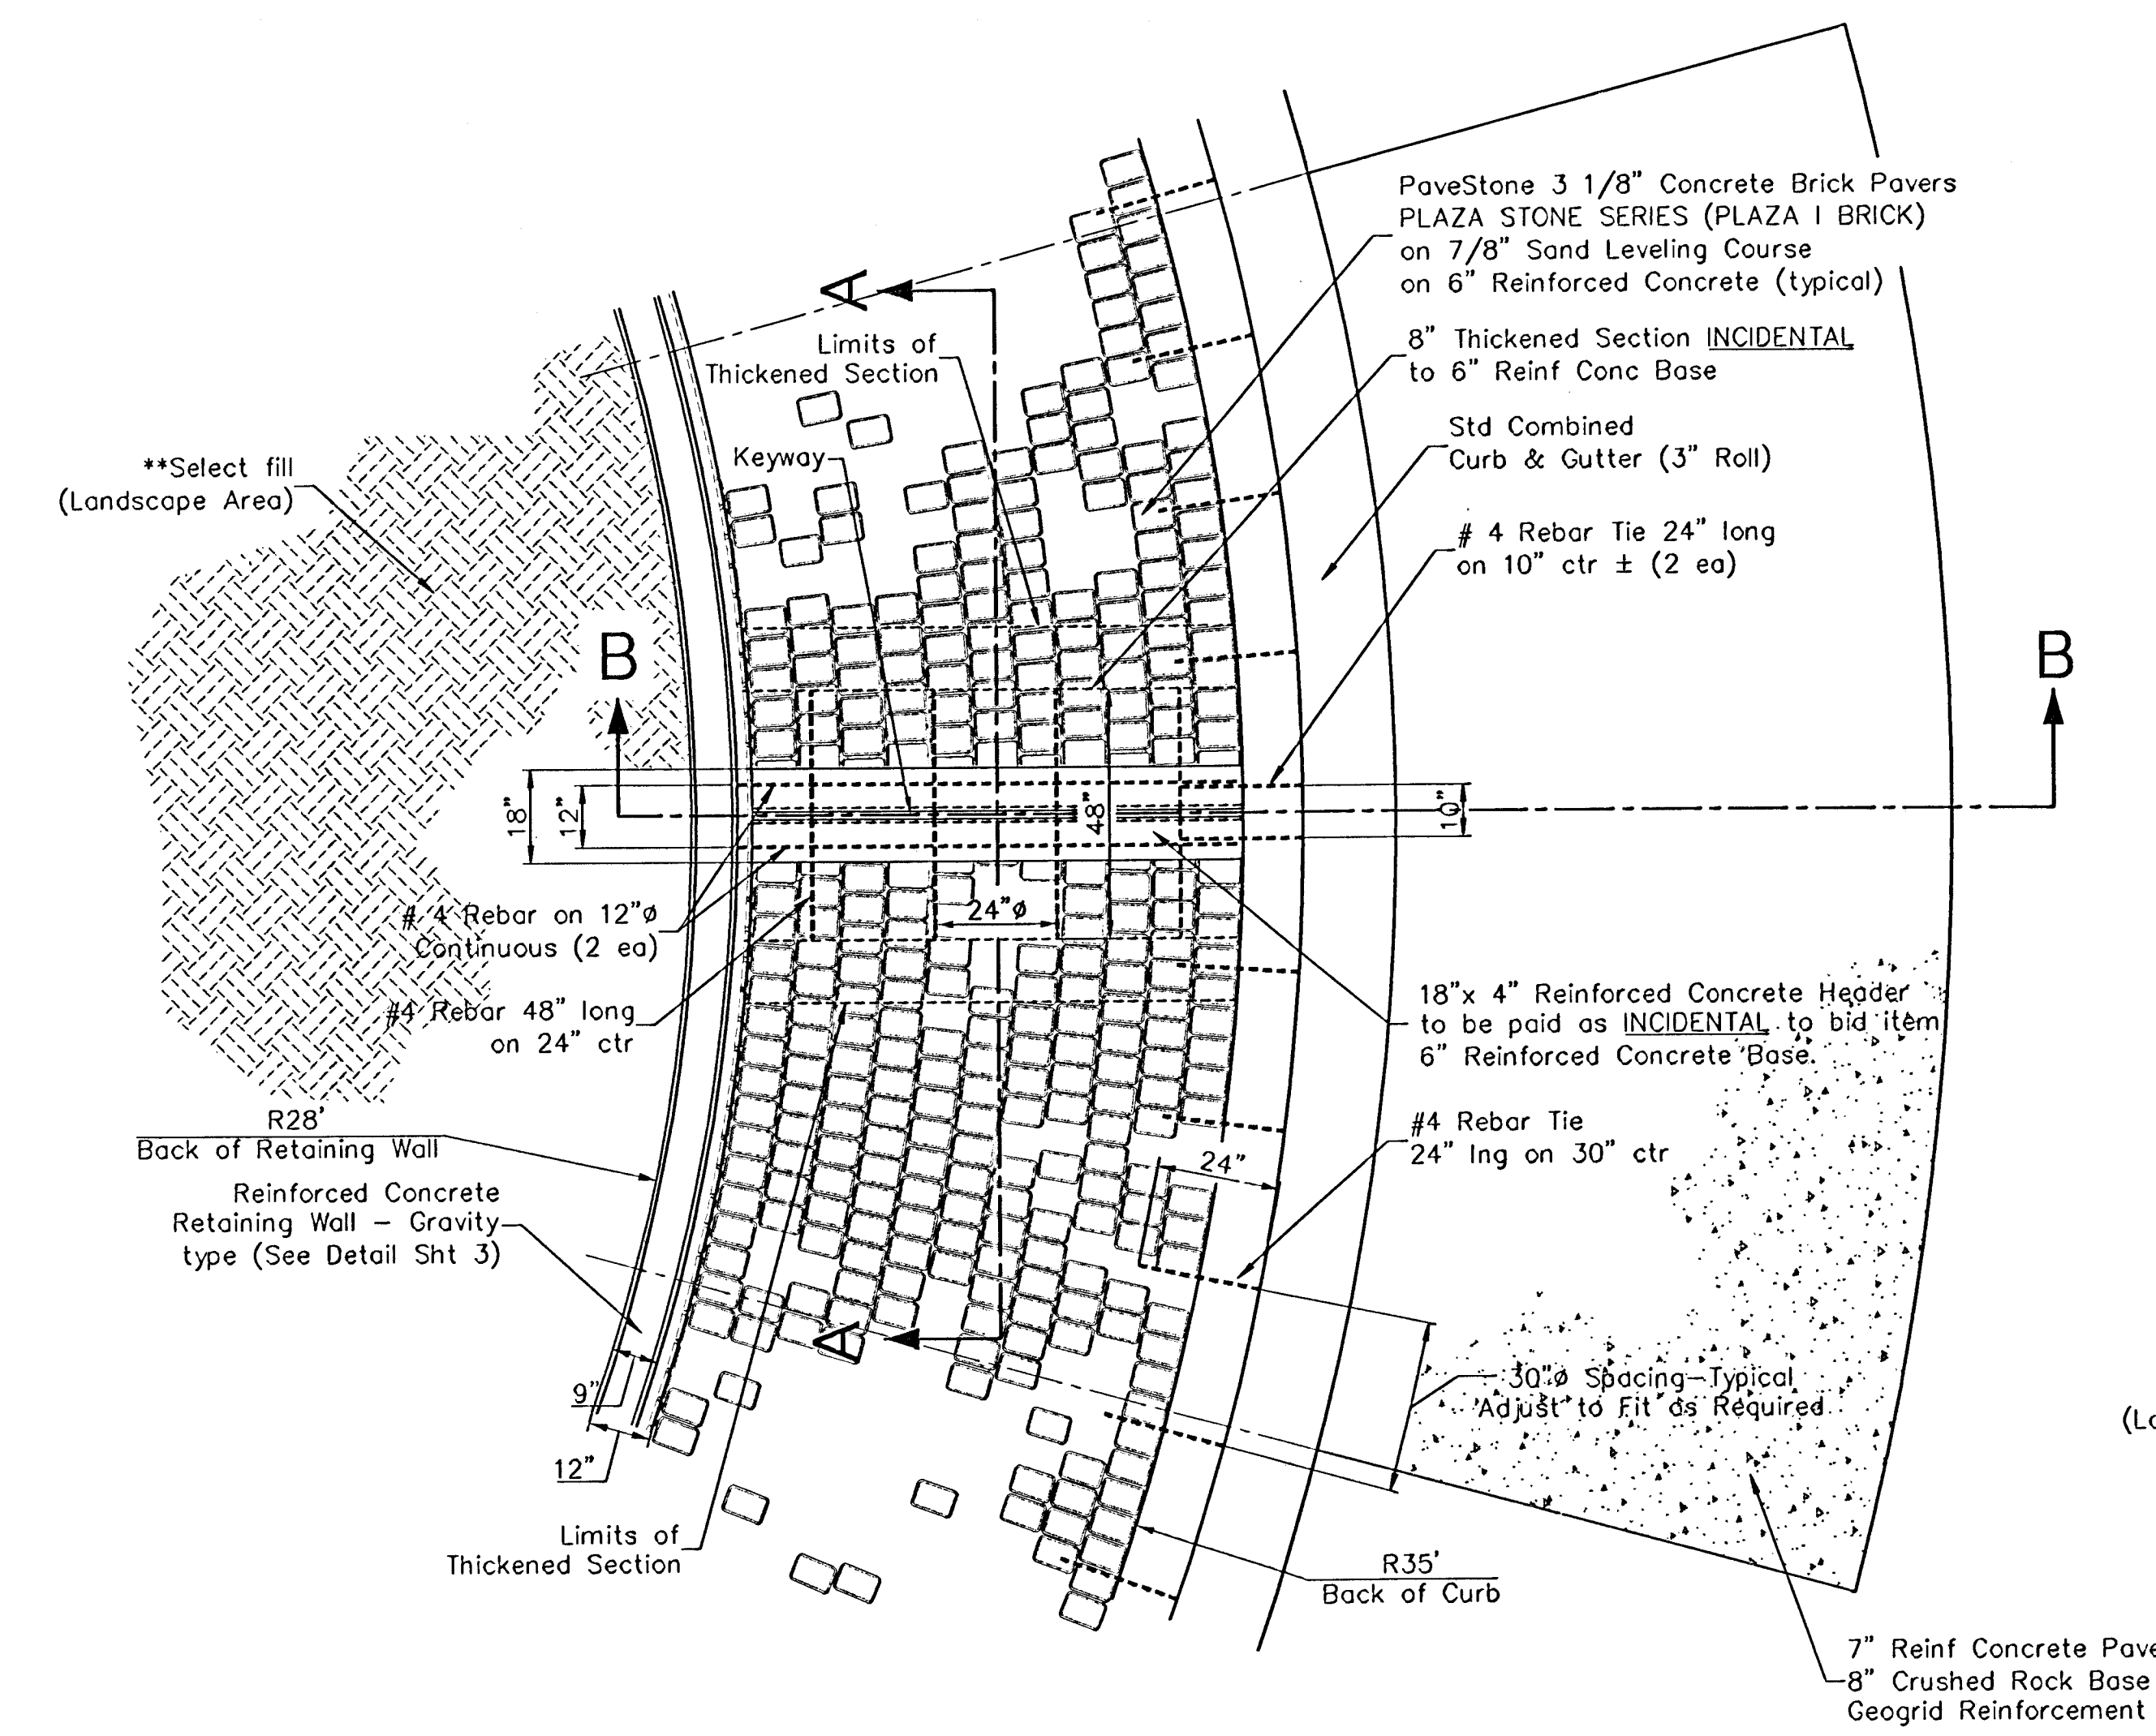 PaveStone 3 1/8" Concrete Brick Pavers
PLAZA STONE SERIES (PLAZA I BRICK)
on 7/8" Sand Leveling Course
on 6" Reinforced Concrete (typical)
A
Limits of
Thickened Section
8" Thickened Section INCIDENTAL
to 6" Reinf Conc Base
Std Combined
Curb & Gutter (3" Roll)
Keyway
**Select fill
(Landscape Area)
# 4 Rebar Tie 24" long
on 10" ctr ± (2 ea)
B
B
18"
12"
48"
10"
# 4 Rebar on 12"ø
Continuous (2 ea)
24"ø
#4 Rebar 48" long
on 24" ctr
18"x 4" Reinforced Concrete Header
to be paid as INCIDENTAL to bid item
6" Reinforced Concrete Base.
R28'
Back of Retaining Wall
#4 Rebar Tie
24" lng on 30" ctr
24"
Reinforced Concrete
Retaining Wall – Gravity
type (See Detail Sht 3)
A
9"
12"
30"ø Spacing–Typical
Adjust to Fit as Required
(Lo
Limits of
Thickened Section
R35'
Back of Curb
7" Reinf Concrete Pave
8" Crushed Rock Base
Geogrid Reinforcement